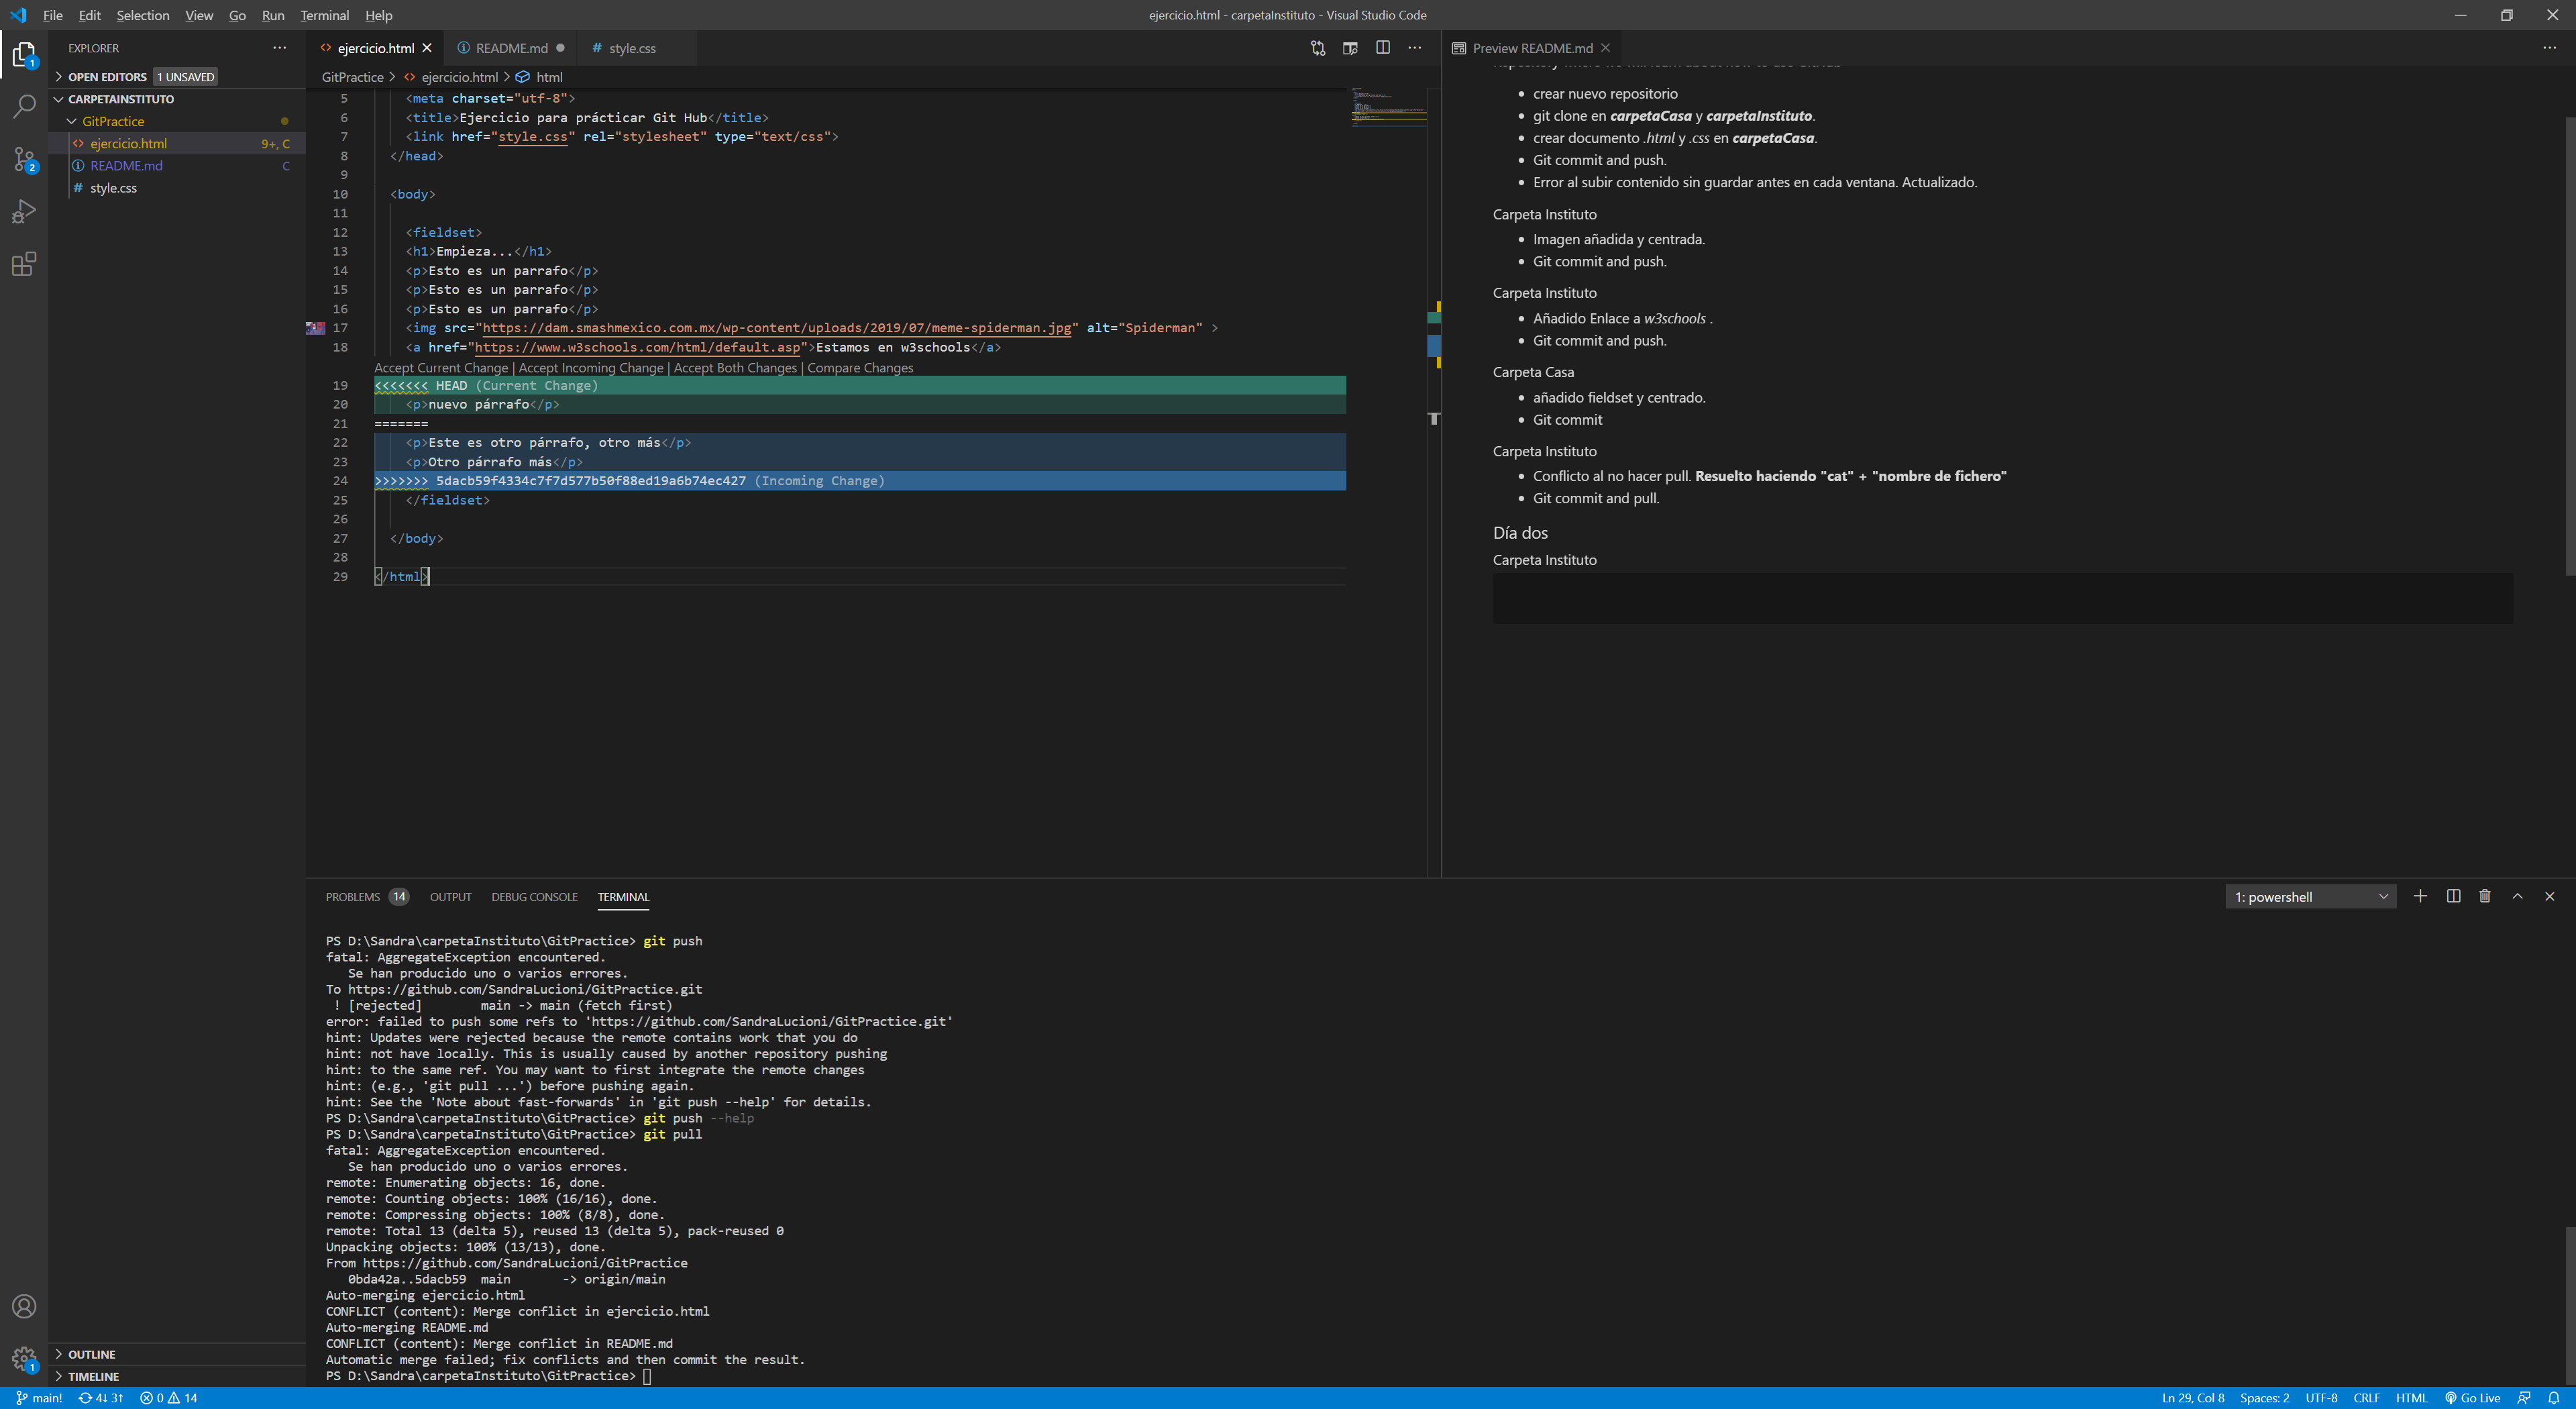 File Edit Selection View Go Run Terminal Help
ejercicio.html - carpetaInstituto - Visual Studio Code
EXPLORER
OPEN EDITORS 1 UNSAVED
CARPETAINSTITUTO
GitPractice
ejercicio.html 9+, C
README.md C
style.css
OUTLINE
TIMELINE
1
2
1
ejercicio.html README.md style.css
GitPractice > ejercicio.html > html
5 <meta charset="utf-8">
6 <title>Ejercicio para prácticar Git Hub</title>
7 <link href="style.css" rel="stylesheet" type="text/css">
8 </head>
9
10 <body>
11
12 <fieldset>
13 <h1>Empieza...</h1>
14 <p>Esto es un parrafo</p>
15 <p>Esto es un parrafo</p>
16 <p>Esto es un parrafo</p>
17 <img src="https://dam.smashmexico.com.mx/wp-content/uploads/2019/07/meme-spiderman.jpg" alt="Spiderman" >
18 <a href="https://www.w3schools.com/html/default.asp">Estamos en w3schools</a>
Accept Current Change | Accept Incoming Change | Accept Both Changes | Compare Changes
19 <<<<<<< HEAD (Current Change)
20 <p>nuevo párrafo</p>
21 =======
22 <p>Este es otro párrafo, otro más</p>
23 <p>Otro párrafo más</p>
24 >>>>>>> 5dacb59f4334c7f7d577b50f88ed19a6b74ec427 (Incoming Change)
25 </fieldset>
26
27 </body>
28
29 </html>
Preview README.md
Repository where we will learn about how to use GitHub
• crear nuevo repositorio
• git clone en carpetaCasa y carpetaInstituto.
• crear documento .html y .css en carpetaCasa.
• Git commit and push.
• Error al subir contenido sin guardar antes en cada ventana. Actualizado.
Carpeta Instituto
• Imagen añadida y centrada.
• Git commit and push.
Carpeta Instituto
• Añadido Enlace a w3schools .
• Git commit and push.
Carpeta Casa
• añadido fieldset y centrado.
• Git commit
Carpeta Instituto
• Conflicto al no hacer pull. Resuelto haciendo "cat" + "nombre de fichero"
• Git commit and pull.
Día dos
Carpeta Instituto
PROBLEMS 14 OUTPUT DEBUG CONSOLE TERMINAL
1: powershell
PS D:\Sandra\carpetaInstituto\GitPractice> git push
fatal: AggregateException encountered.
Se han producido uno o varios errores.
To https://github.com/SandraLucioni/GitPractice.git
! [rejected] main -> main (fetch first)
error: failed to push some refs to 'https://github.com/SandraLucioni/GitPractice.git'
hint: Updates were rejected because the remote contains work that you do
hint: not have locally. This is usually caused by another repository pushing
hint: to the same ref. You may want to first integrate the remote changes
hint: (e.g., 'git pull ...') before pushing again.
hint: See the 'Note about fast-forwards' in 'git push --help' for details.
PS D:\Sandra\carpetaInstituto\GitPractice> git push --help
PS D:\Sandra\carpetaInstituto\GitPractice> git pull
fatal: AggregateException encountered.
Se han producido uno o varios errores.
remote: Enumerating objects: 16, done.
remote: Counting objects: 100% (16/16), done.
remote: Compressing objects: 100% (8/8), done.
remote: Total 13 (delta 5), reused 13 (delta 5), pack-reused 0
Unpacking objects: 100% (13/13), done.
From https://github.com/SandraLucioni/GitPractice
0bda42a..5dacb59 main -> origin/main
Auto-merging ejercicio.html
CONFLICT (content): Merge conflict in ejercicio.html
Auto-merging README.md
CONFLICT (content): Merge conflict in README.md
Automatic merge failed; fix conflicts and then commit the result.
PS D:\Sandra\carpetaInstituto\GitPractice>
main! 4↓ 3↑ 0 14
Ln 29, Col 8 Spaces: 2 UTF-8 CRLF HTML Go Live